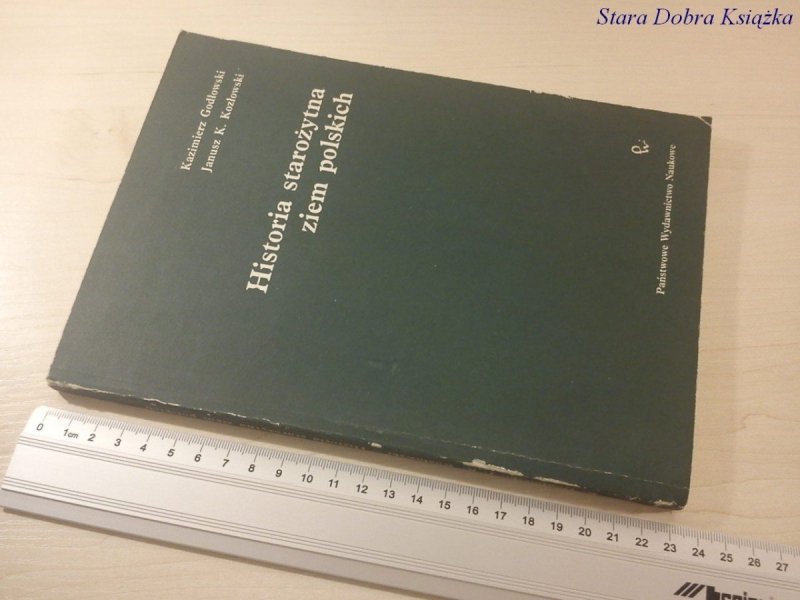 Stara Dobra Książka
Kazimierz Godłowski
Janusz K. Kozłowski
Historia starożytna
ziem polskich
Państwowe Wydawnictwo Naukowe
0 1cm 2 3 4 5 6 7 8 9 10 11 12 13 14 15 16 17 18 19 20 21 22 23 24 25 26 27